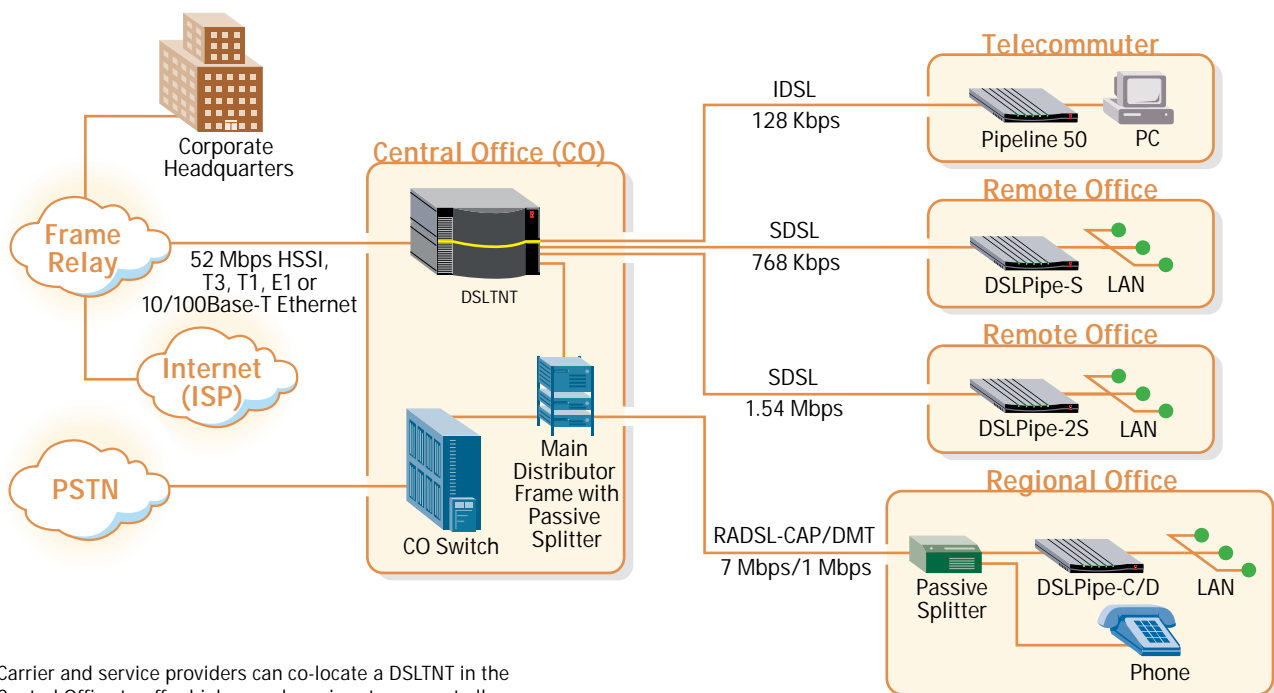 Corporate
Headquarters
Frame
Relay
52 Mbps HSSI,
T3, T1, E1 or
10/100Base-T Ethernet
Internet
(ISP)
PSTN
Central Office (CO)
DSLTNT
CO Switch
Main
Distributor
Frame with
Passive
Splitter
IDSL
128 Kbps
Telecommuter
Pipeline 50
PC
SDSL
768 Kbps
Remote Office
DSLPipe-S
LAN
SDSL
1.54 Mbps
Remote Office
DSLPipe-2S
LAN
RADSL-CAP/DMT
7 Mbps/1 Mbps
Regional Office
Passive
Splitter
DSLPipe-C/D
LAN
Phone
Carrier and service providers can co-locate a DSLTNT in the